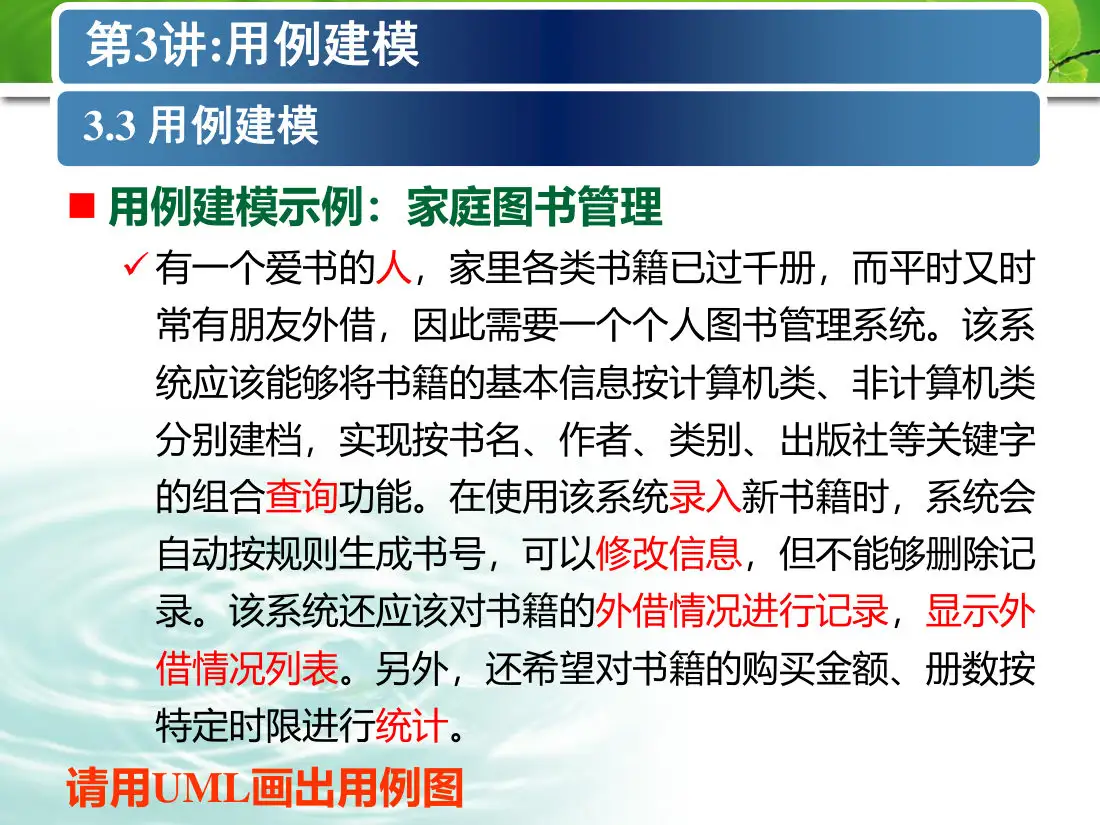 第3讲:用例建模
3.3 用例建模
用例建模示例：家庭图书管理
有一个爱书的人，家里各类书籍已过千册，而平时又时
常有朋友外借，因此需要一个个人图书管理系统。该系
统应该能够将书籍的基本信息按计算机类、非计算机类
分别建档，实现按书名、作者、类别、出版社等关键字
的组合查询功能。在使用该系统录入新书籍时，系统会
自动按规则生成书号，可以修改信息，但不能够删除记
录。该系统还应该对书籍的外借情况进行记录，显示外
借情况列表。另外，还希望对书籍的购买金额、册数按
特定时限进行统计。
请用UML画出用例图